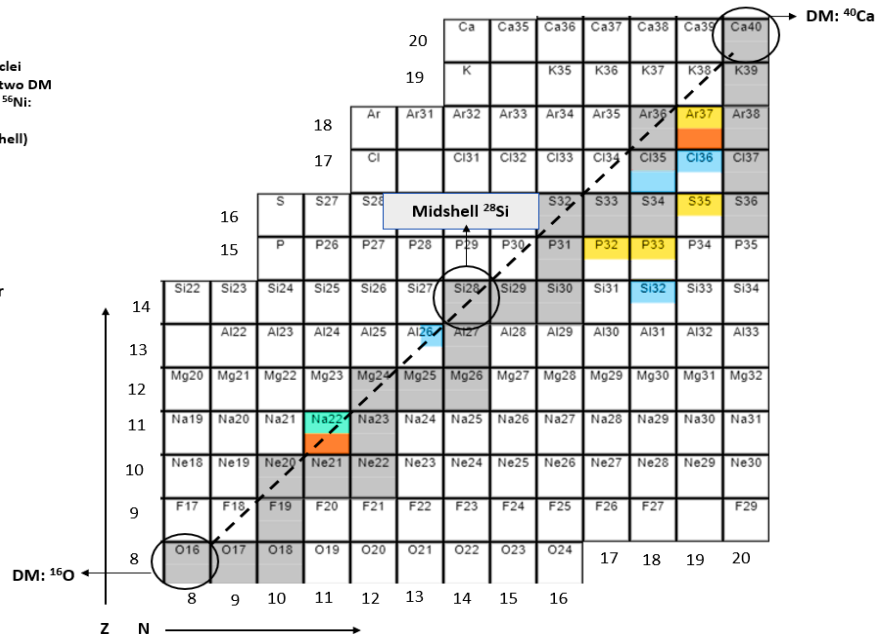 DM: ⁴⁰Ca
20 Ca Ca35 Ca36 Ca37 Ca38 Ca39 Ca40
clei
two DM
⁵⁶Ni:
hell)
19 K K35 K36 K37 K38 K39
18 Ar Ar31 Ar32 Ar33 Ar34 Ar35 Ar36 Ar37 Ar38
17 Cl Cl31 Cl32 Cl33 Cl34 Cl35 Cl36 Cl37
16 S S27 S28 S32 S33 S34 S35 S36
Midshell ²⁸Si
15 P P26 P27 P28 P29 P30 P31 P32 P33 P34 P35
r
14 Si22 Si23 Si24 Si25 Si26 Si27 Si28 Si29 Si30 Si31 Si32 Si33 Si34
13 Al22 Al23 Al24 Al25 Al26 Al27 Al28 Al29 Al30 Al31 Al32 Al33
12 Mg20 Mg21 Mg22 Mg23 Mg24 Mg25 Mg26 Mg27 Mg28 Mg29 Mg30 Mg31 Mg32
11 Na19 Na20 Na21 Na22 Na23 Na24 Na25 Na26 Na27 Na28 Na29 Na30 Na31
10 Ne18 Ne19 Ne20 Ne21 Ne22 Ne23 Ne24 Ne25 Ne26 Ne27 Ne28 Ne29 Ne30
9 F17 F18 F19 F20 F21 F22 F23 F24 F25 F26 F27 F29
8 O16 O17 O18 O19 O20 O21 O22 O23 O24 17 18 19 20
DM: ¹⁶O
8 9 10 11 12 13 14 15 16
Z N